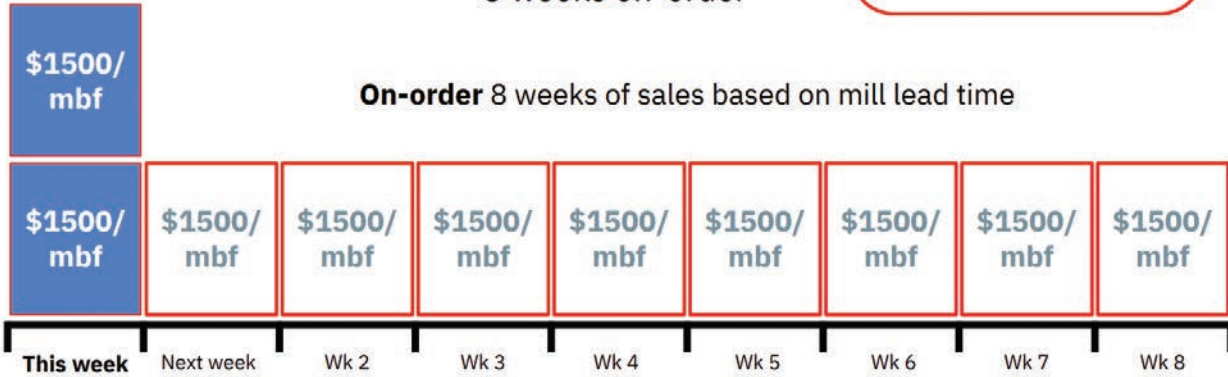 $1500/
mbf
On-order 8 weeks of sales based on mill lead time
$1500/
mbf
$1500/
mbf
$1500/
mbf
$1500/
mbf
$1500/
mbf
$1500/
mbf
$1500/
mbf
$1500/
mbf
$1500/
mbf
This week
Next week
Wk 2
Wk 3
Wk 4
Wk 5
Wk 6
Wk 7
Wk 8